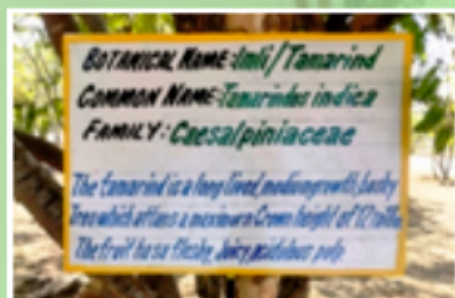 BOTANICAL NAME: Imli/Tamarind
COMMON NAME: Tamarindus indica
FAMILY: Caesalpiniaceae
The tamarind is a long lived, medium growth, bushy
Tree which attains a maximum Crown height of 12
The fruit has a fleshy, juicy, acidulous pulp